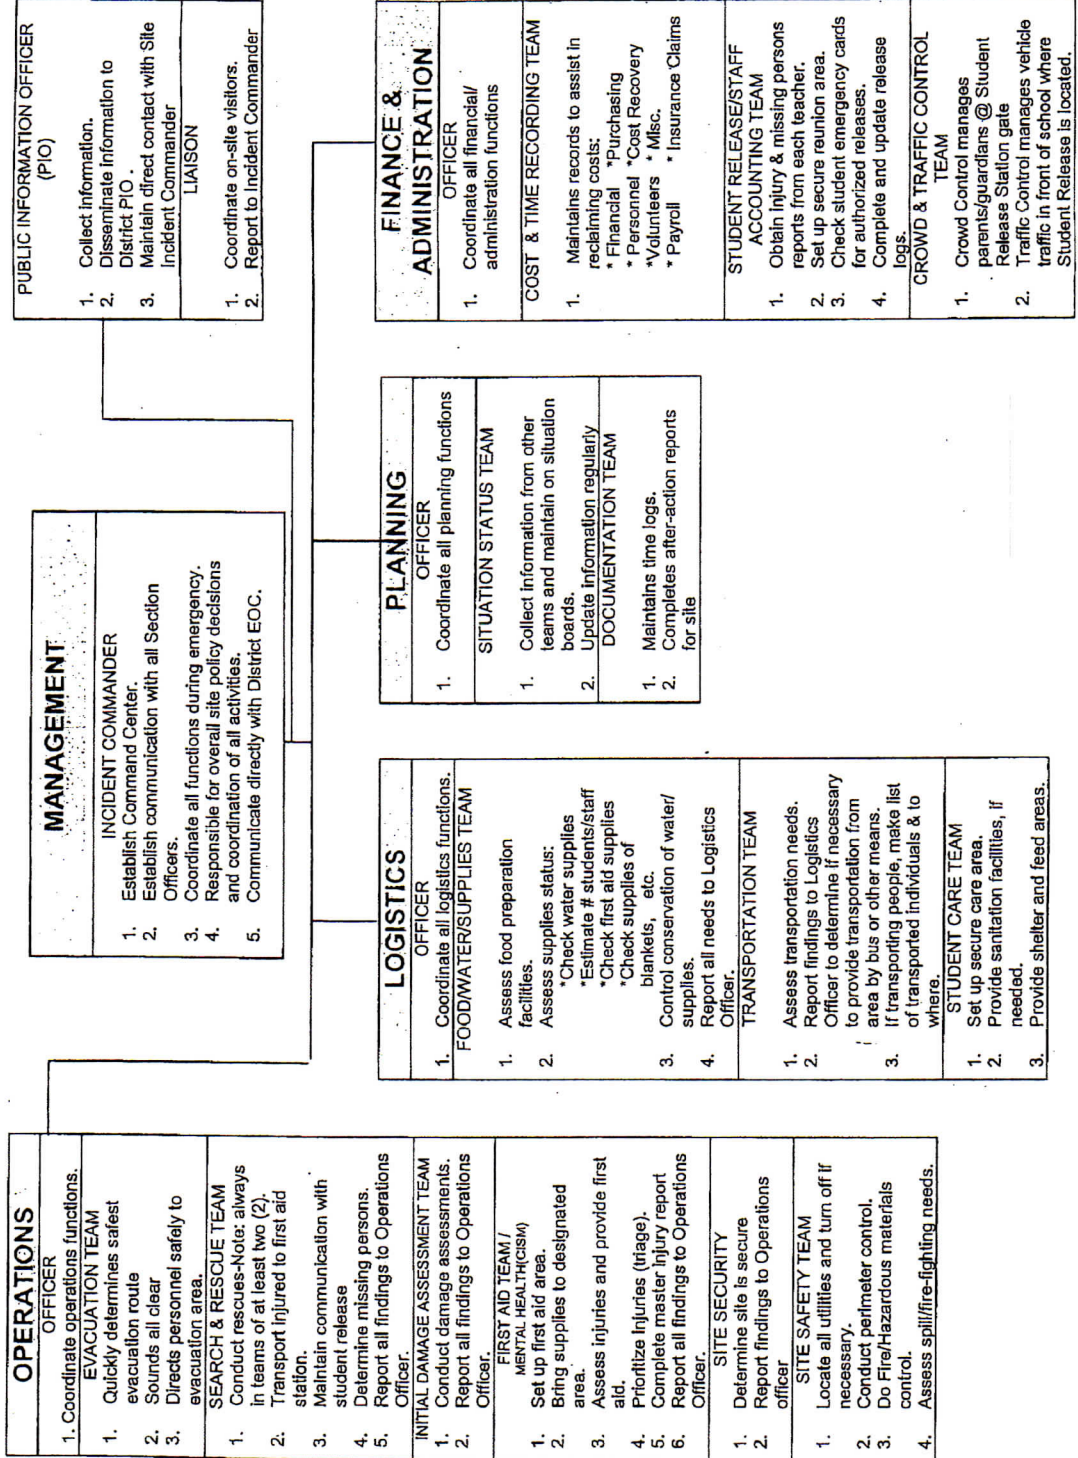 MANAGEMENT
INCIDENT COMMANDER
1. Establish Command Center.
2. Establish communication with all Section
Officers.
3. Coordinate all functions during emergency.
4. Responsible for overall site policy decisions
and coordination of all activities.
5. Communicate directly with District EOC.
PUBLIC INFORMATION OFFICER
(PIO)
1. Collect information.
2. Disseminate Information to
District PIO .
3. Maintain direct contact with Site
Incident Commander
LIAISON
1. Coordinate on-site visitors.
2. Report to Incident Commander
OPERATIONS
OFFICER
1. Coordinate operations functions.
EVACUATION TEAM
1. Quickly determines safest
evacuation route
2. Sounds all clear
3. Directs personnel safely to
evacuation area.
SEARCH & RESCUE TEAM
1. Conduct rescues-Note: always
in teams of at least two (2).
2. Transport injured to first aid
station.
3. Maintain communication with
student release
4. Determine missing persons.
5. Report all findings to Operations
Officer.
INITIAL DAMAGE ASSESSMENT TEAM
1. Conduct damage assessments.
2. Report all findings to Operations
Officer.
FIRST AID TEAM /
MENTAL HEALTH(CISM)
1. Set up first aid area.
2. Bring supplies to designated
area.
3. Assess injuries and provide first
aid.
4. Prioritize Injuries (triage).
5. Complete master injury report
6. Report all findings to Operations
Officer.
SITE SECURITY
1. Determine site is secure
2. Report findings to Operations
officer
SITE SAFETY TEAM
1. Locate all utilities and turn off if
necessary.
2. Conduct perimeter control.
3. Do Fire/Hazardous materials
control.
4. Assess spill/fire-fighting needs.
LOGISTICS
OFFICER
1. Coordinate all logistics functions.
FOOD/WATER/SUPPLIES TEAM
1. Assess food preparation
facilities.
2. Assess supplies status:
*Check water supplies
*Estimate # students/staff
*Check first aid supplies
*Check supplies of
blankets, etc.
3. Control conservation of water/
supplies.
4. Report all needs to Logistics
Officer.
TRANSPORTATION TEAM
1. Assess transportation needs.
2. Report findings to Logistics
Officer to determine if necessary
to provide transportation from
area by bus or other means.
3. If transporting people, make list
of transported individuals & to
where.
STUDENT CARE TEAM
1. Set up secure care area.
2. Provide sanitation facilities, if
needed.
3. Provide shelter and feed areas.
PLANNING
OFFICER
1. Coordinate all planning functions
SITUATION STATUS TEAM
1. Collect information from other
teams and maintain on situation
boards.
2. Update information regularly
DOCUMENTATION TEAM
1. Maintains time logs.
2. Completes after-action reports
for site
FINANCE &
ADMINISTRATION
OFFICER
1. Coordinate all financial/
administration functions
COST & TIME RECORDING TEAM
1. Maintains records to assist in
reclaiming costs:
* Financial *Purchasing
* Personnel *Cost Recovery
*Volunteers * Misc.
* Payroll * Insurance Claims
STUDENT RELEASE/STAFF
ACCOUNTING TEAM
1. Obtain injury & missing persons
reports from each teacher.
2. Set up secure reunion area.
3. Check student emergency cards
for authorized releases.
4. Complete and update release
logs.
CROWD & TRAFFIC CONTROL
TEAM
1. Crowd Control manages
parents/sguardians @ Student
Release Station gate
2. Traffic Control manages vehicle
traffic in front of school where
Student Release is located.